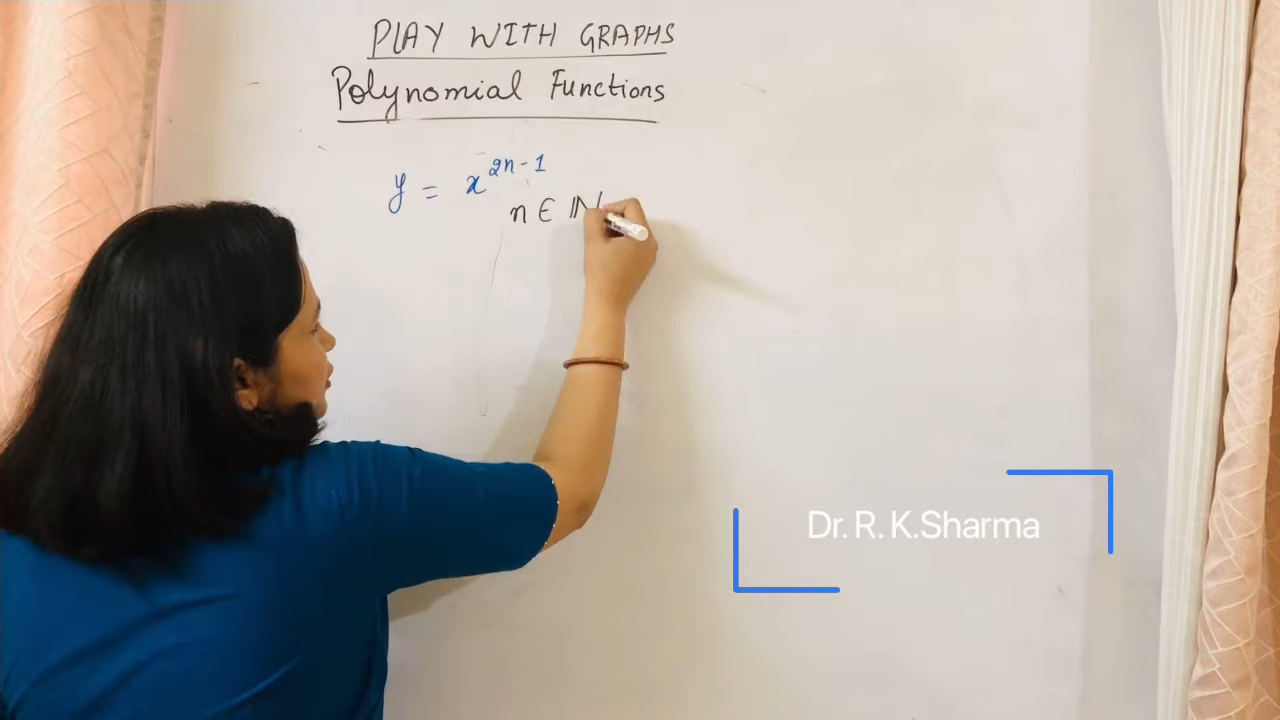 PLAY WITH GRAPHS
Polynomial Functions
y = x^{2n-1}
n ∈ ℕ
Dr. R. K.Sharma